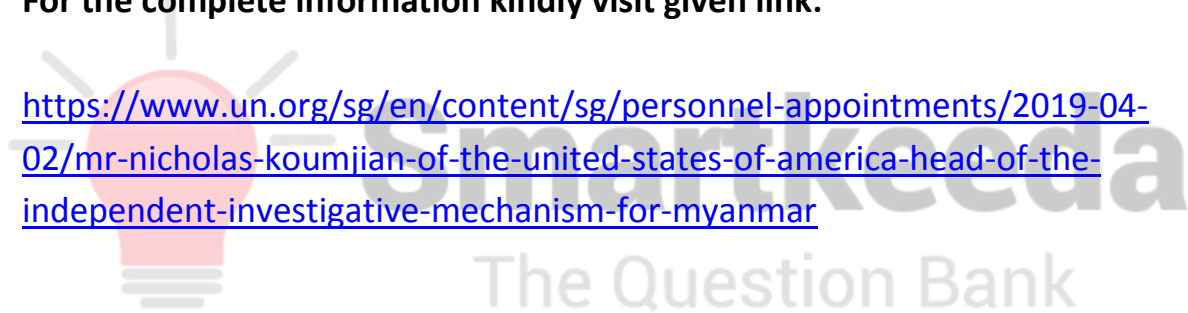 For the complete information kindly visit given link.
https://www.un.org/sg/en/content/sg/personnel-appointments/2019-04-
02/mr-nicholas-koumjian-of-the-united-states-of-america-head-of-the-
independent-investigative-mechanism-for-myanmar
Smartkeeda
The Question Bank